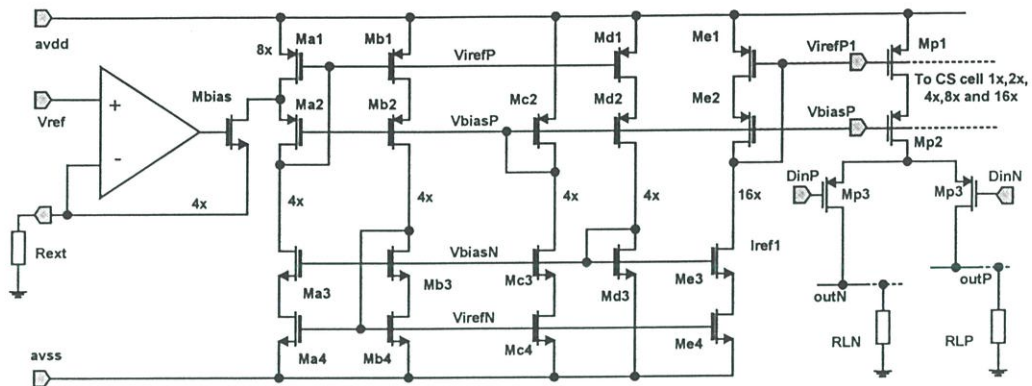 avdd
Ma1
Mb1
Md1
Me1
Mp1
8x
VirefP
VirefP1
To CS cell 1x,2x,
4x,8x and 16x
Mbias
Ma2
Mb2
Mc2
Md2
Me2
Vref
+
-
VbiasP
VbiasP
Mp2
DinP
Mp3
Mp3
DinN
4x
4x
4x
4x
4x
16x
Rext
VbiasN
Iref1
Ma3
Mb3
Mc3
Md3
Me3
outN
outP
VirefN
RLN
RLP
avss
Ma4
Mb4
Mc4
Me4